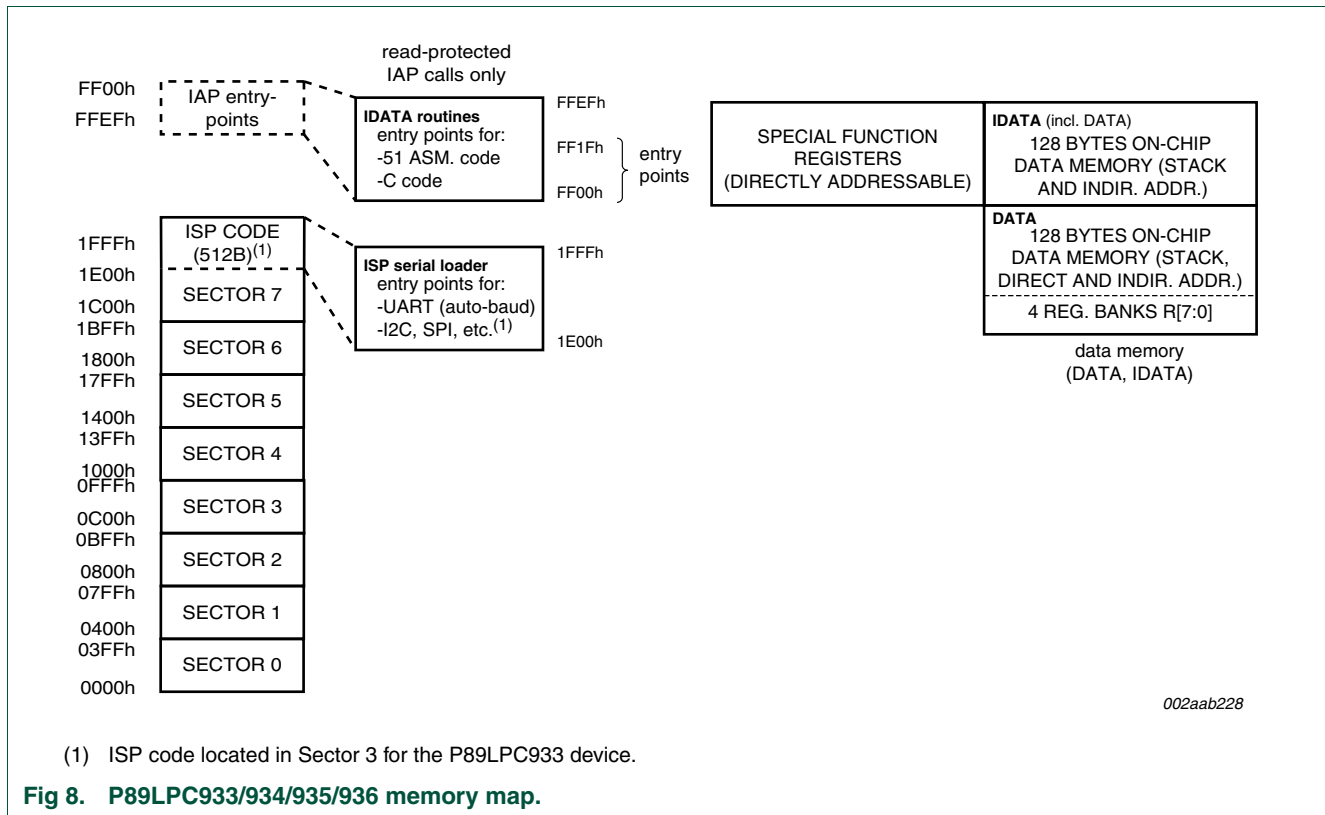 read-protected
IAP calls only
FF00h
FFEFh
IAP entry-
points
IDATA routines
entry points for:
-51 ASM. code
-C code
FFEFh
FF1Fh
FF00h
entry
points
SPECIAL FUNCTION
REGISTERS
(DIRECTLY ADDRESSABLE)
IDATA (incl. DATA)
128 BYTES ON-CHIP
DATA MEMORY (STACK
AND INDIR. ADDR.)
DATA
128 BYTES ON-CHIP
DATA MEMORY (STACK,
DIRECT AND INDIR. ADDR.)
4 REG. BANKS R[7:0]
data memory
(DATA, IDATA)
1FFFh
ISP CODE
(512B)(1)
1E00h
SECTOR 7
1C00h
ISP serial loader
entry points for:
-UART (auto-baud)
-I2C, SPI, etc.(1)
1FFFh
1E00h
1BFFh
SECTOR 6
1800h
17FFh
SECTOR 5
1400h
13FFh
SECTOR 4
1000h
0FFFh
SECTOR 3
0C00h
0BFFh
SECTOR 2
0800h
07FFh
SECTOR 1
0400h
03FFh
SECTOR 0
0000h
002aab228
(1) ISP code located in Sector 3 for the P89LPC933 device.
Fig 8. P89LPC933/934/935/936 memory map.